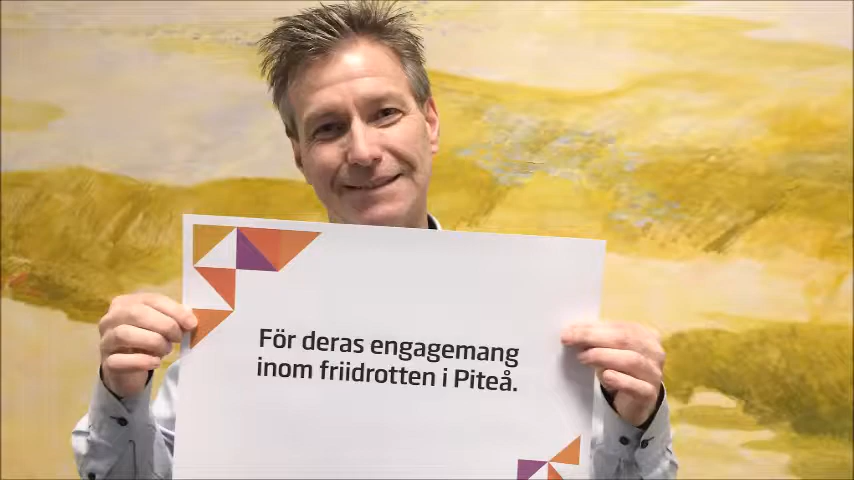 För deras engagemang
inom friidrotten i Piteå.